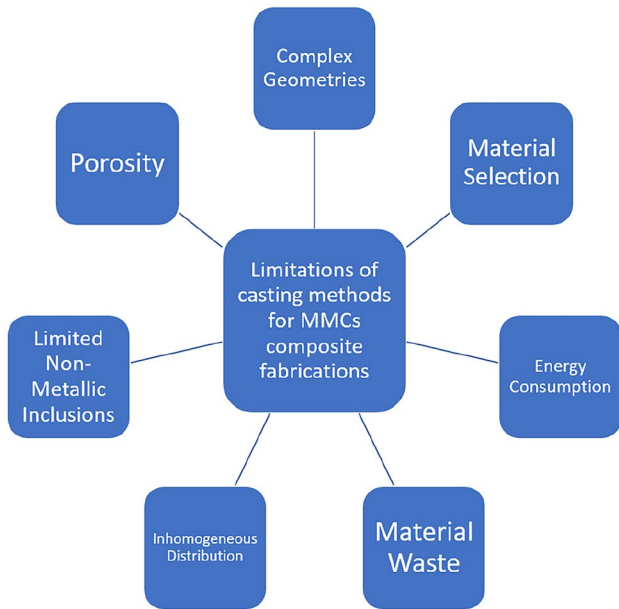 Complex
Geometries
Porosity
Material
Selection
Limitations of
casting methods
for MMCs
composite
fabrications
Limited
Non-
Metallic
Inclusions
Energy
Consumption
Inhomogeneous
Distribution
Material
Waste